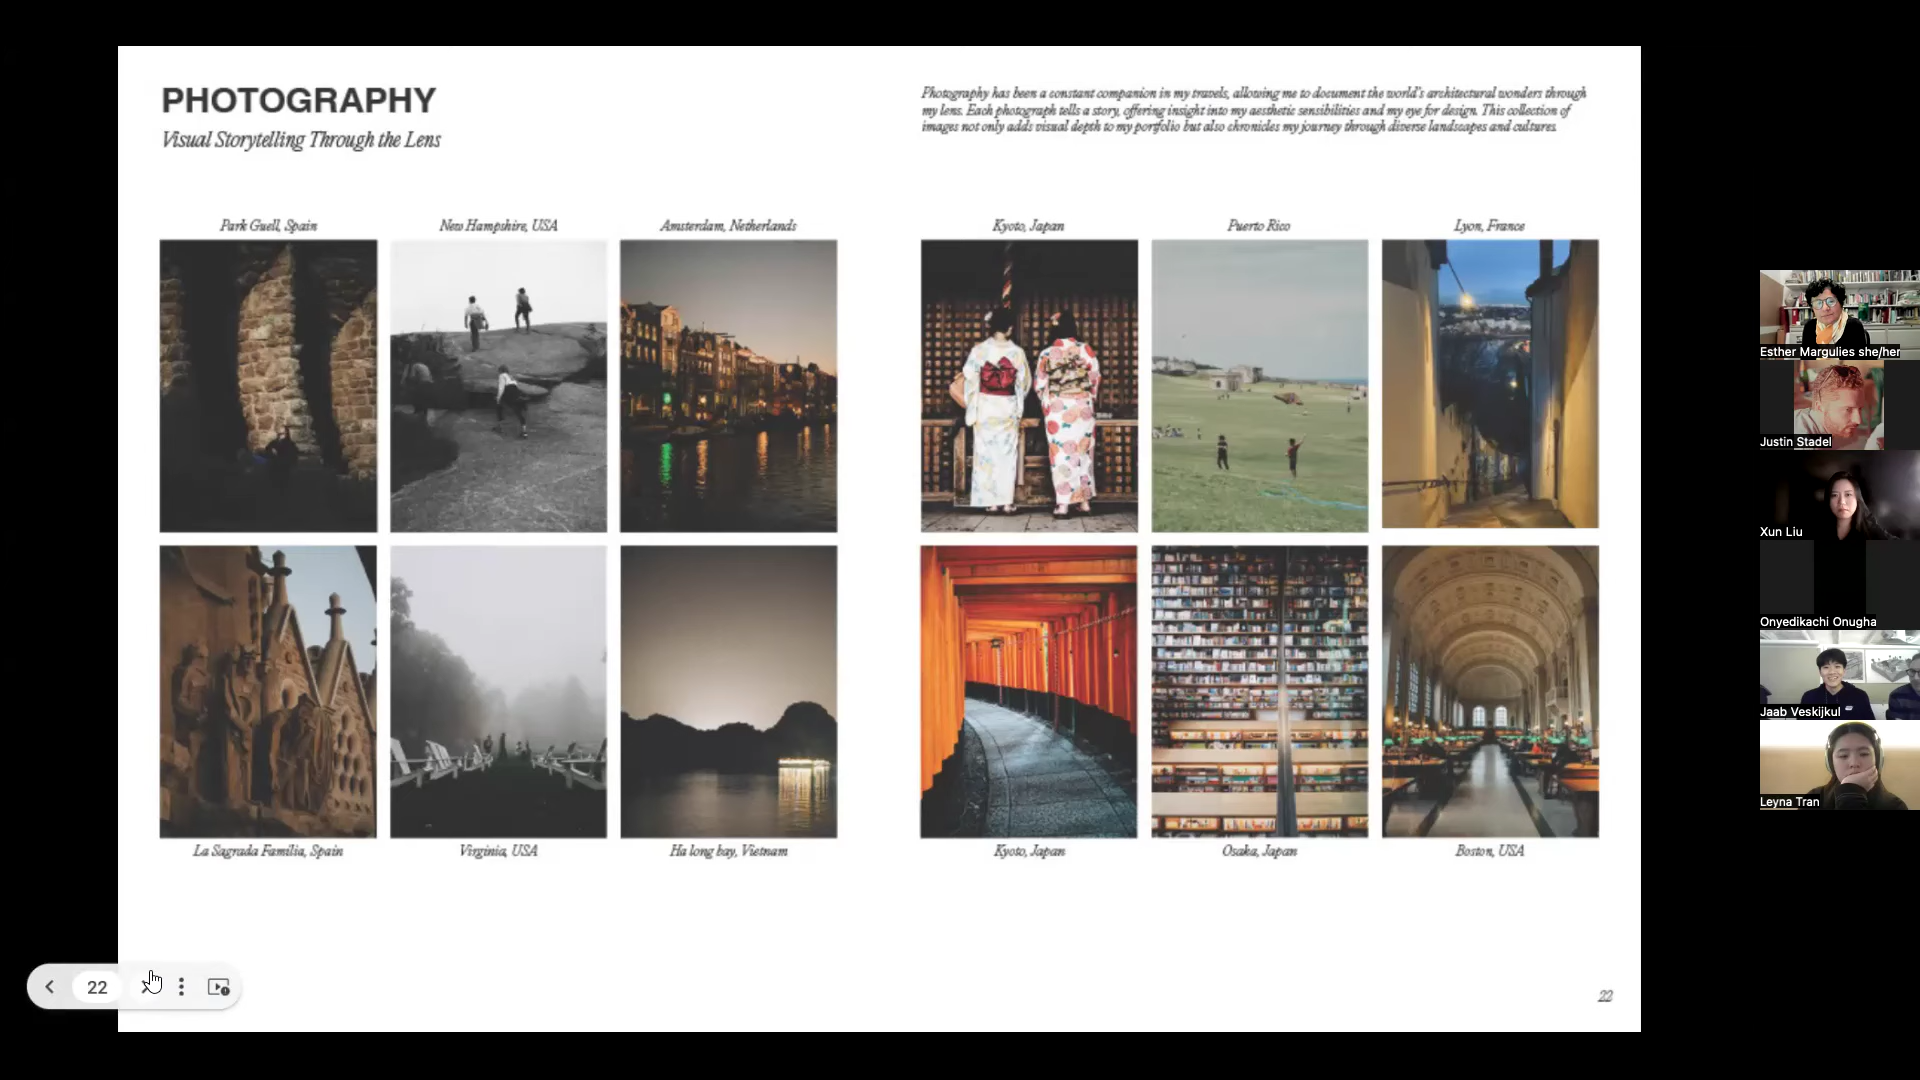 PHOTOGRAPHY
Visual Storytelling Through the Lens
Photography has been a constant companion in my travels, allowing me to document the world's architectural wonders through
my lens. Each photograph tells a story, offering insight into my aesthetic sensibilities and my eye for design. This collection of
images not only adds visual depth to my portfolio but also chronicles my journey through diverse landscapes and cultures.
Park Guell, Spain
New Hampshire, USA
Amsterdam, Netherlands
Kyoto, Japan
Puerto Rico
Lyon, France
La Sagrada Familia, Spain
Virginia, USA
Ha long bay, Vietnam
Kyoto, Japan
Osaka, Japan
Boston, USA
22
22
Esther Margulies she/her
Justin Stadel
Xun Liu
Onyedikachi Onugha
Jaab Veskijkul
Leyna Tran